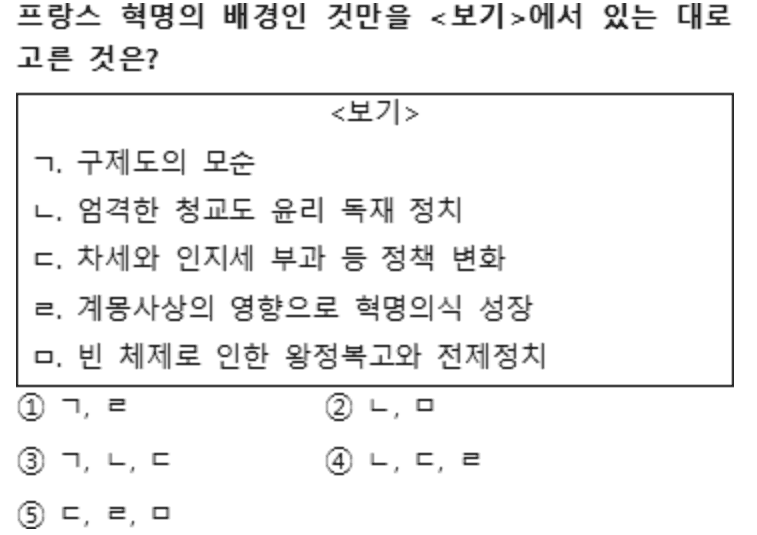 프랑스 혁명의 배경인 것만을 <보기>에서 있는 대로
고른 것은?
<보기>
ㄱ. 구제도의 모순
ㄴ. 엄격한 청교도 윤리 독재 정치
ㄷ. 차세와 인지세 부과 등 정책 변화
ㄹ. 계몽사상의 영향으로 혁명의식 성장
ㅁ. 빈 체제로 인한 왕정복고와 전제정치
① ㄱ, ㄹ ② ㄴ, ㅁ
③ ㄱ, ㄴ, ㄷ ④ ㄴ, ㄷ, ㄹ
⑤ ㄷ, ㄹ, ㅁ